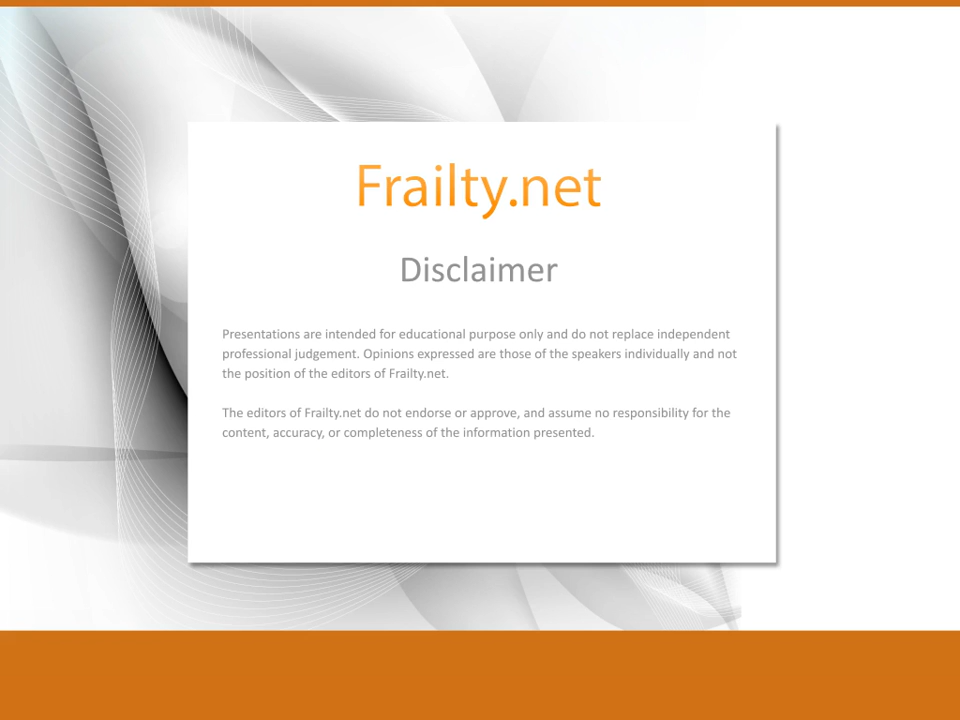 Frailty.net
Disclaimer
Presentations are intended for educational purpose only and do not replace independent
professional judgement. Opinions expressed are those of the speakers individually and not
the position of the editors of Frailty.net.
The editors of Frailty.net do not endorse or approve, and assume no responsibility for the
content, accuracy, or completeness of the information presented.